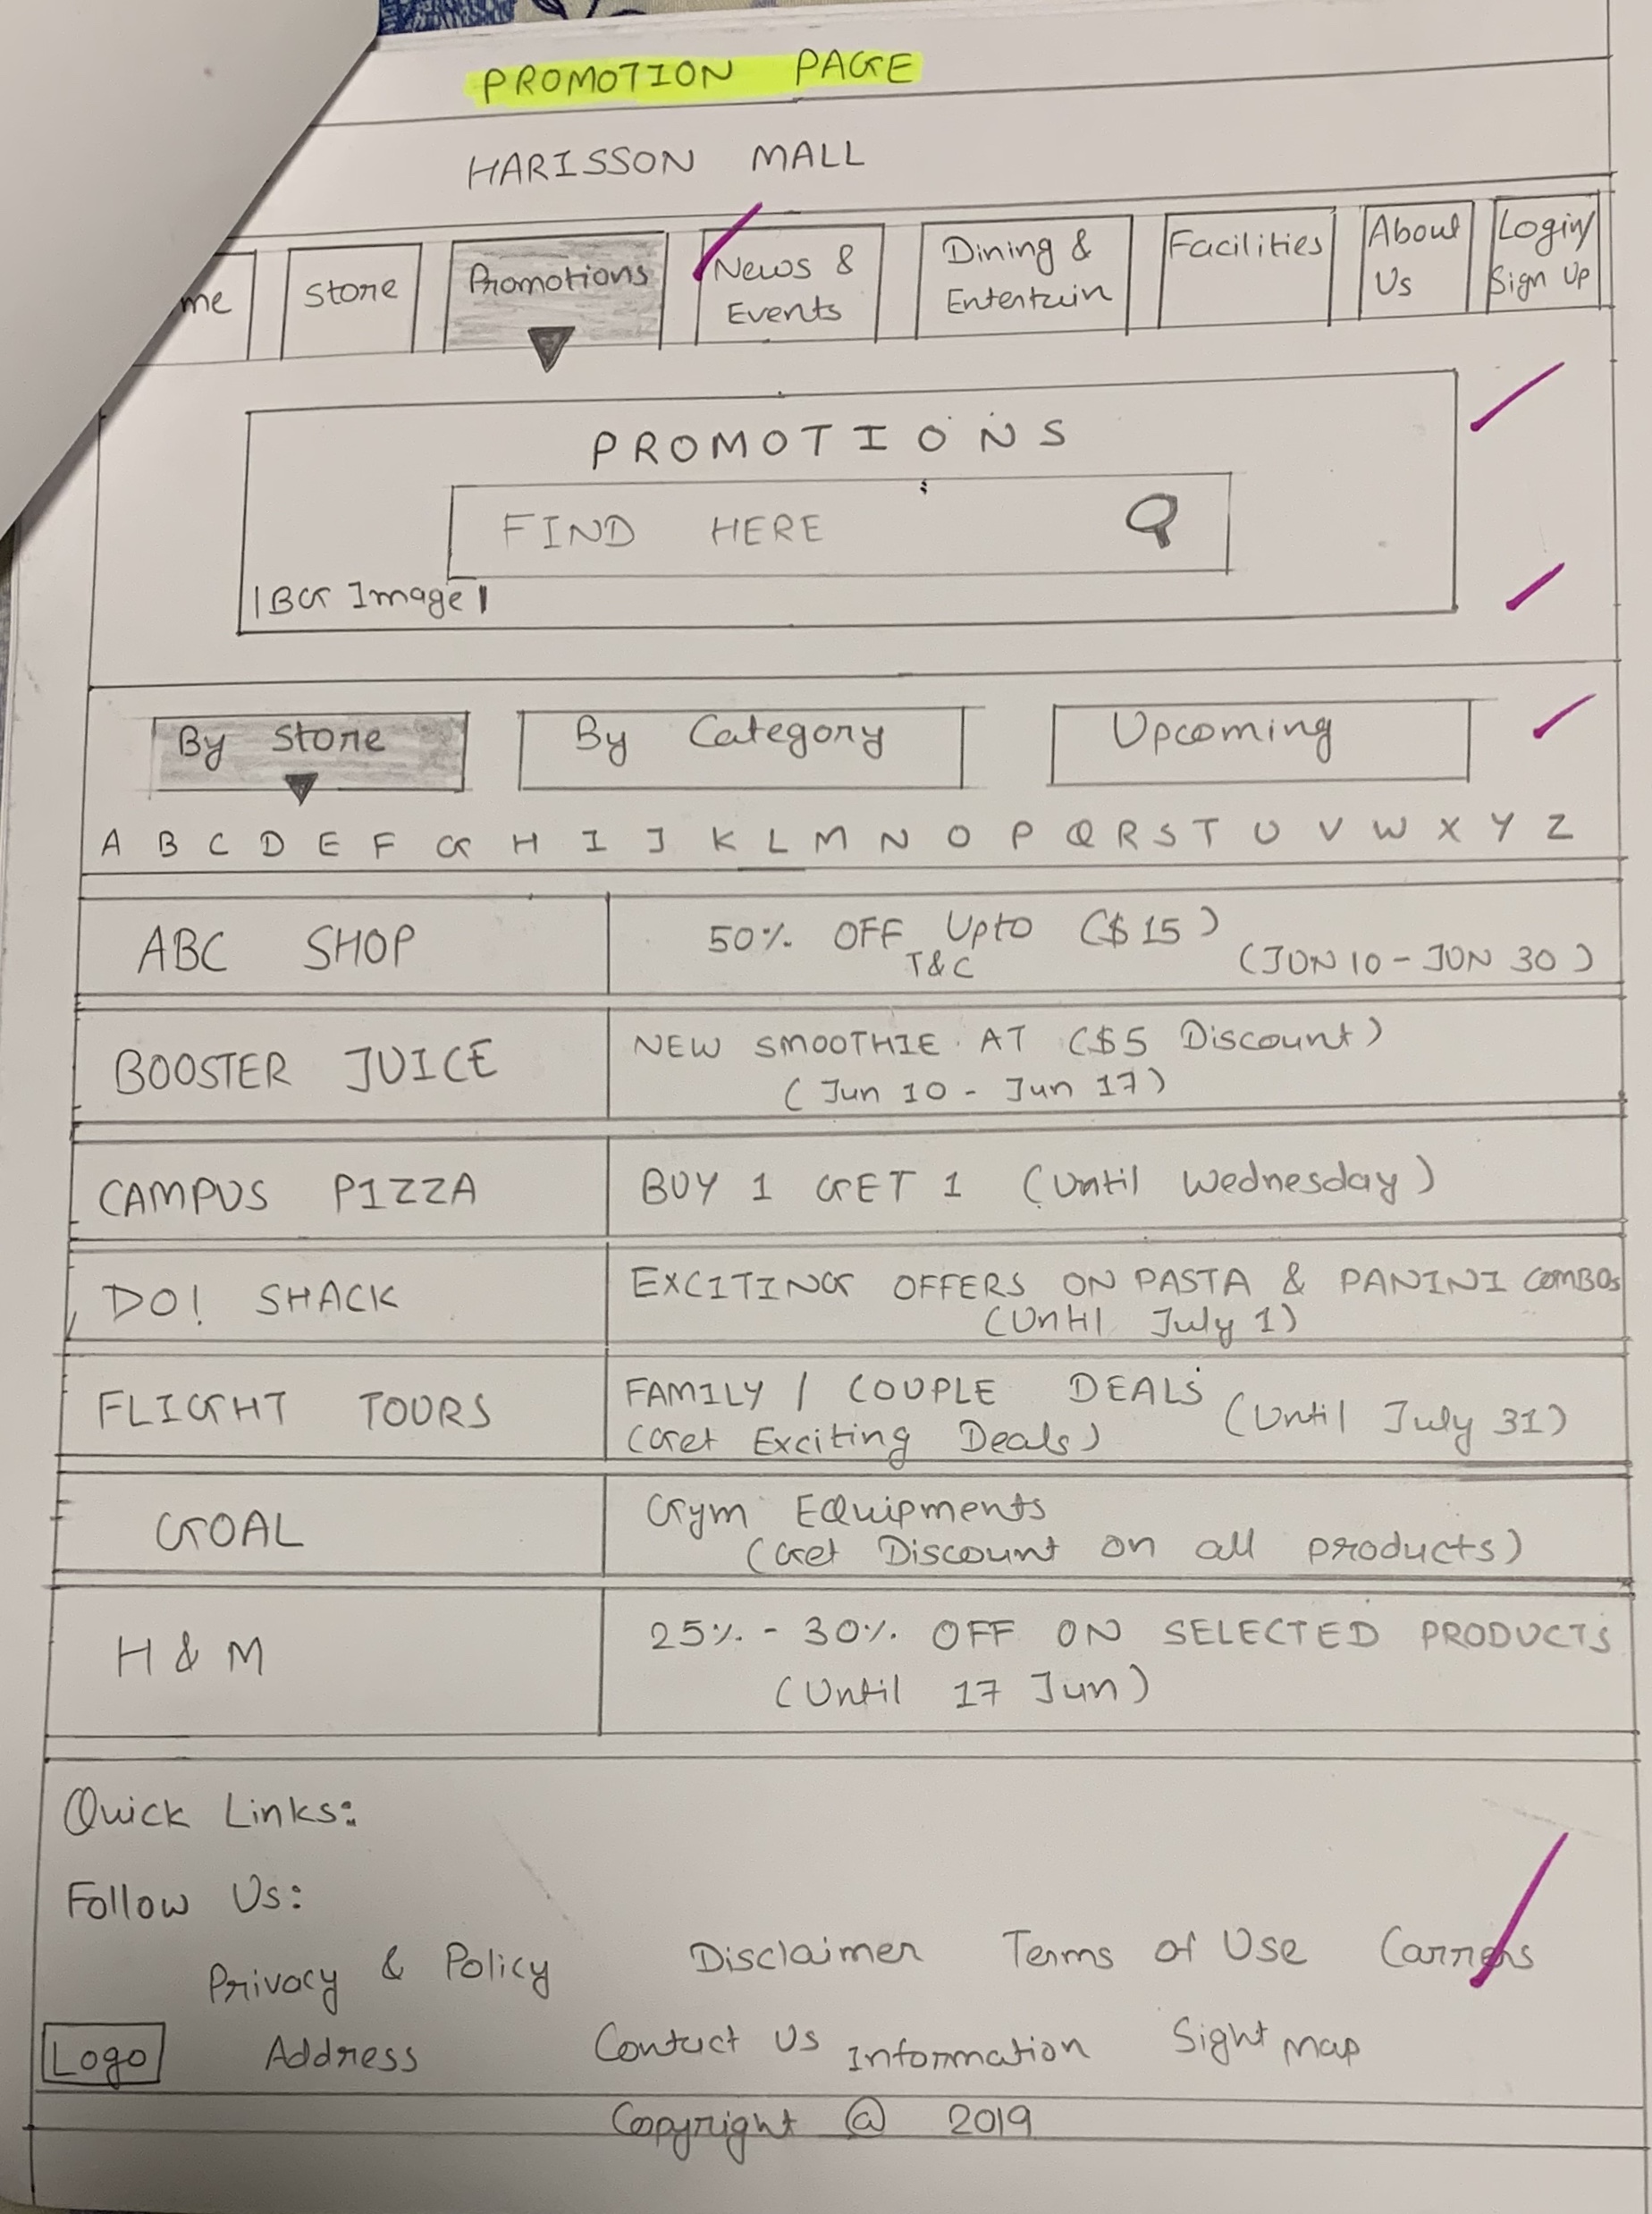 PROMOTION PAGE
HARISSON MALL
me
Store
Promotions
News &
Events
Dining &
Entertain
Facilities
About
Us
Login/
Sign Up
PROMOTIONS
FIND HERE
|BG Image|
By Store
By Category
Upcoming
A B C D E F G H I J K L M N O P Q R S T U V W X Y Z
ABC SHOP
50% OFF Upto ($15)
T&C
(JUN 10 - JUN 30)
BOOSTER JUICE
NEW SMOOTHIE AT ($5 Discount)
(Jun 10 - Jun 17)
CAMPUS PIZZA
BUY 1 GET 1 (Until Wednesday)
DO! SHACK
EXCITING OFFERS ON PASTA & PANINI COMBOs
(Until July 1)
FLIGHT TOURS
FAMILY / COUPLE DEALS
(Get Exciting Deals)
(Until July 31)
GOAL
Gym Equipments
(Get Discount on all products)
H & M
25% - 30% OFF ON SELECTED PRODUCTS
(Until 17 Jun)
Quick Links:
Follow Us:
Privacy & Policy Disclaimer Terms of Use Carrers
Logo Address Contact Us Information Sight map
Copyright @ 2019